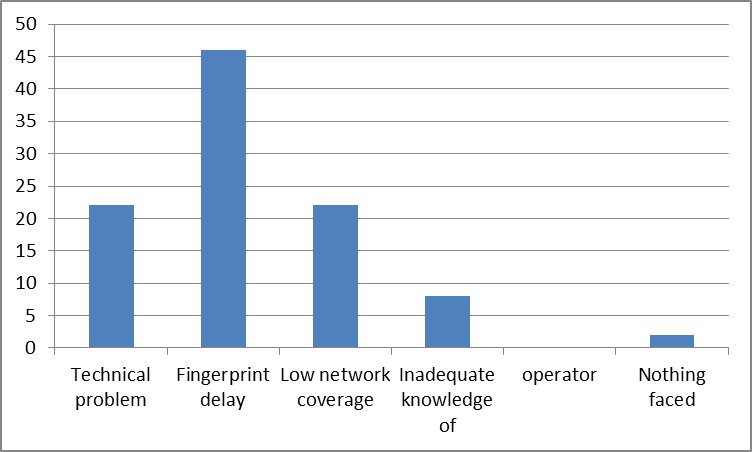 50
45
40
35
30
25
20
15
10
5
0
Technical
problem
Fingerprint
delay
Low network
coverage
Inadequate
knowledge
of
operator
Nothing
faced